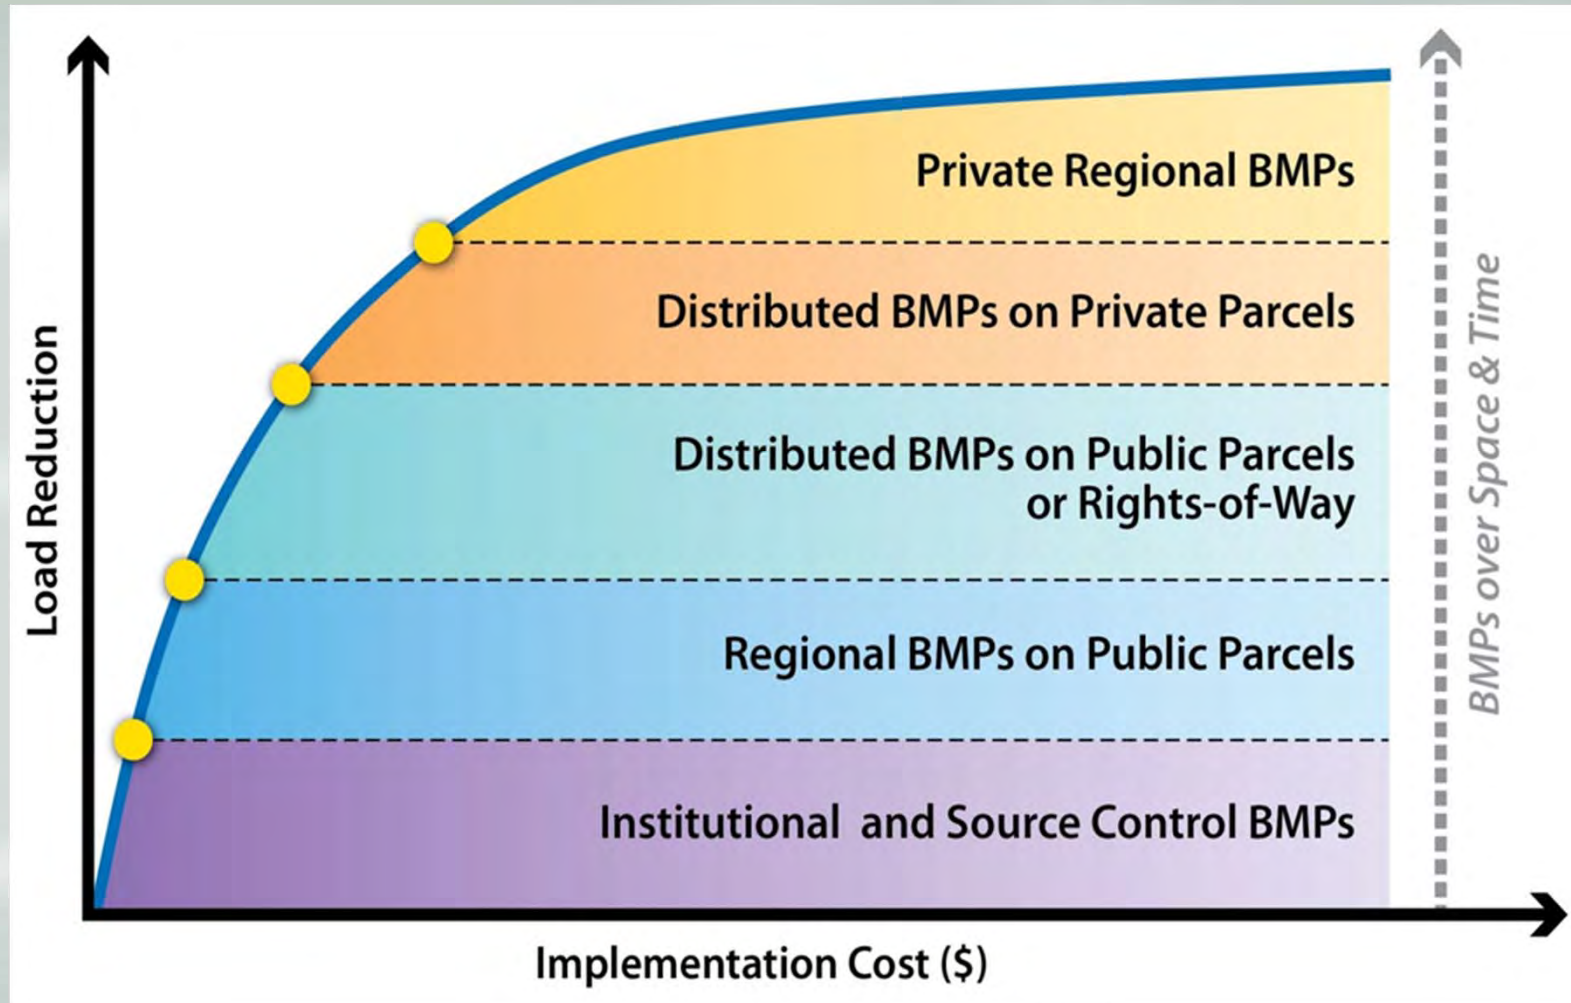 Private Regional BMPs
Distributed BMPs on Private Parcels
Distributed BMPs on Public Parcels
or Rights-of-Way
Regional BMPs on Public Parcels
Institutional and Source Control BMPs
Load Reduction
Implementation Cost ($)
BMPs over Space & Time